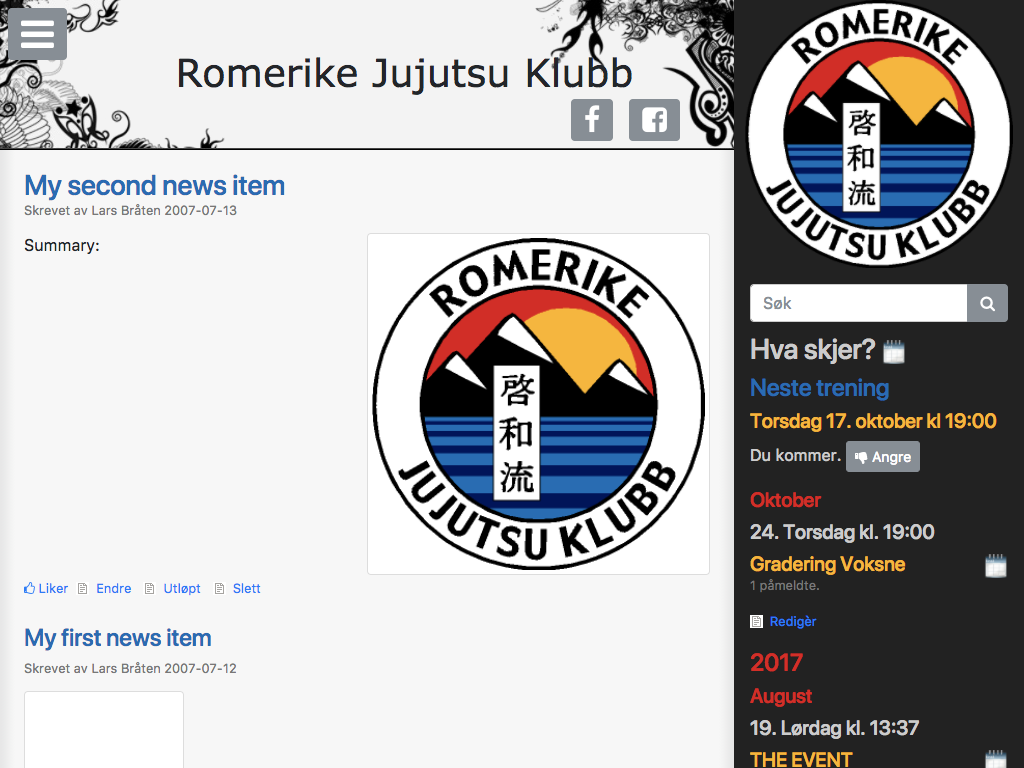 Romerike Jujutsu Klubb
My second news item
Skrevet av Lars Bråten 2007-07-13
Summary:
ROMERIKE
啓
和
流
JUJUTSU KLUBB
Liker Endre Utløpt Slett
My first news item
Skrevet av Lars Bråten 2007-07-12
ROMERIKE
啓
和
流
JUJUTSU KLUBB
Søk
Hva skjer?
Neste trening
Torsdag 17. oktober kl 19:00
Du kommer. Angre
Oktober
24. Torsdag kl. 19:00
Gradering Voksne
1 påmeldte.
Redigèr
2017
August
19. Lørdag kl. 13:37
THE EVENT